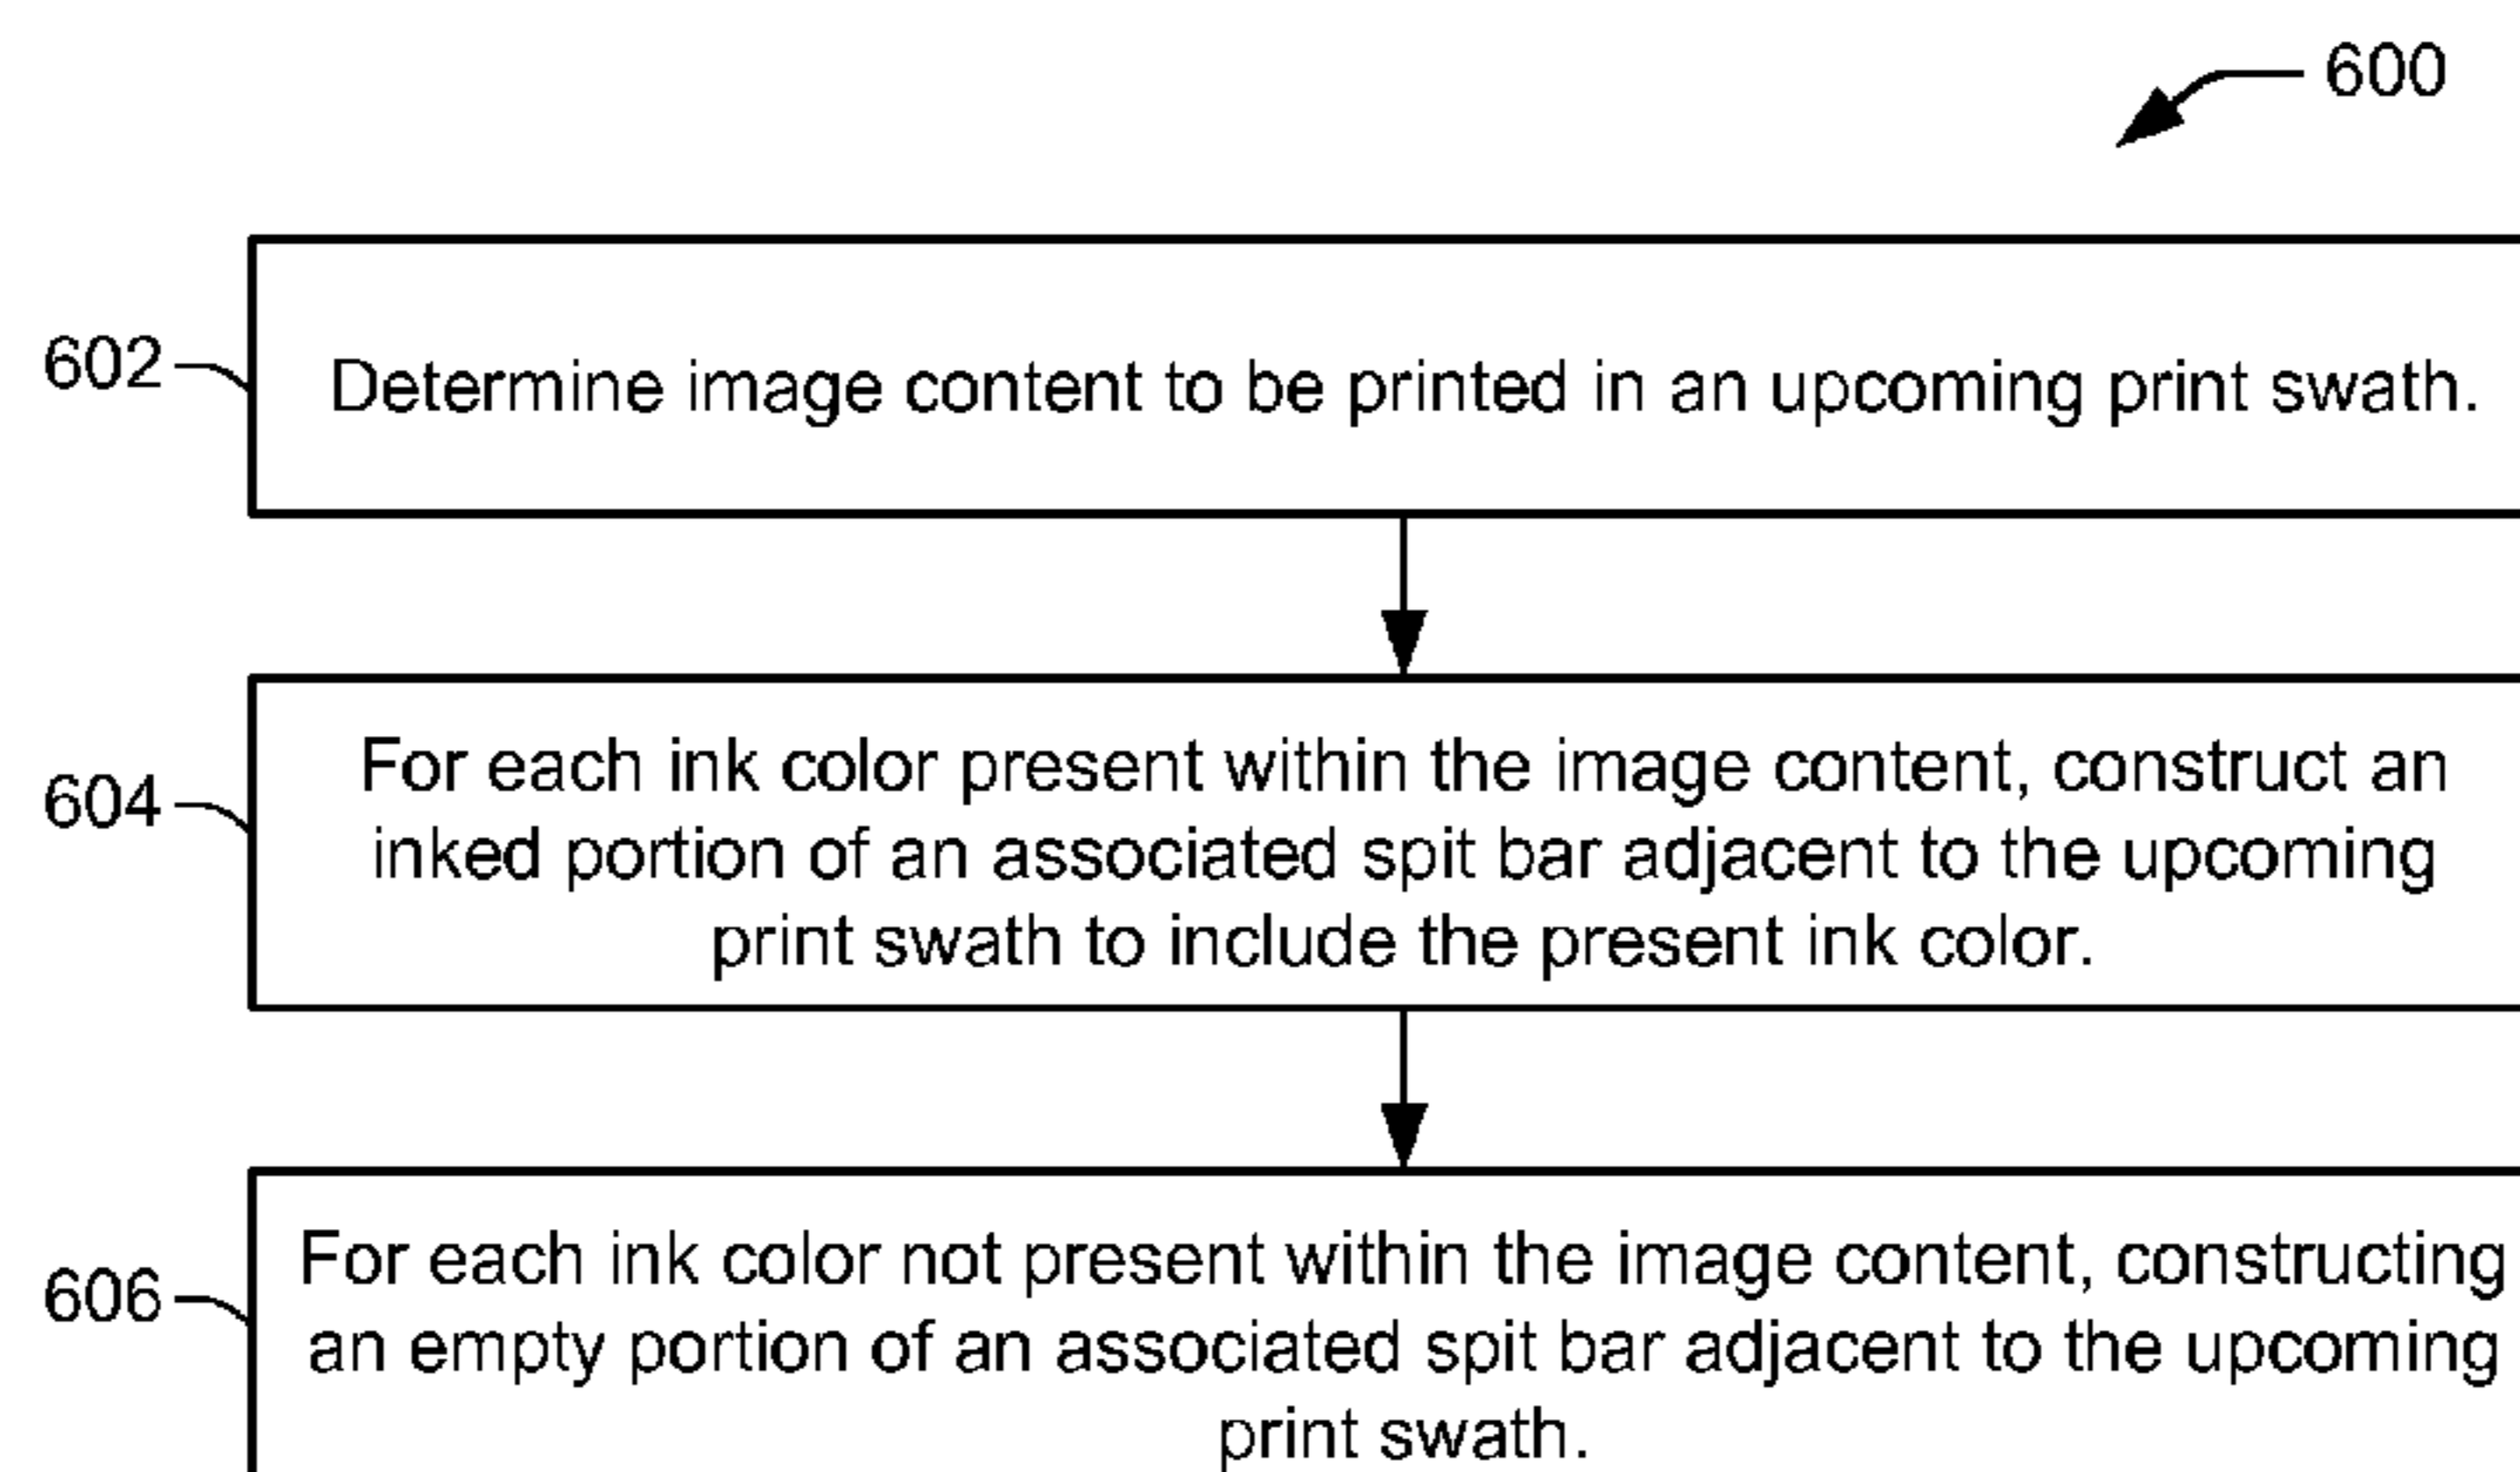 600
602
Determine image content to be printed in an upcoming print swath.
604
For each ink color present within the image content, construct an
inked portion of an associated spit bar adjacent to the upcoming
print swath to include the present ink color.
606
For each ink color not present within the image content, constructing
an empty portion of an associated spit bar adjacent to the upcoming
print swath.